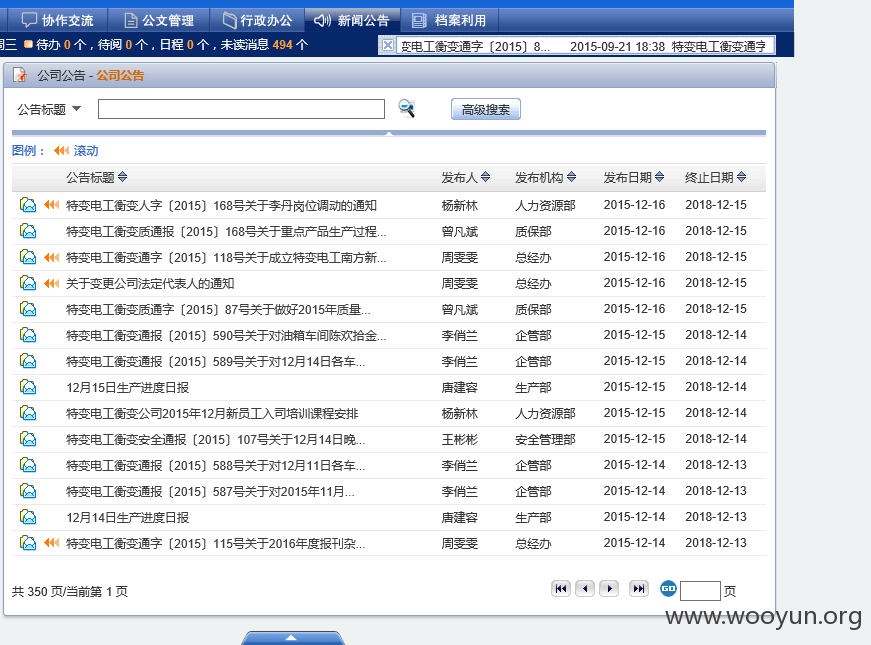 协作交流 公文管理 行政办公 新闻公告 档案利用
周三 待办 0 个，待阅 0 个，日程 0 个，未读消息 494 个 变电工衡变通字〔2015〕8... 2015-09-21 18:38 特变电工衡变通字
公司公告 - 公司公告
公告标题 高级搜索
图例： 滚动
公告标题 发布人 发布机构 发布日期 终止日期
特变电工衡变人字〔2015〕168号关于李丹岗位调动的通知 杨新林 人力资源部 2015-12-16 2018-12-15
特变电工衡变质通报〔2015〕168号关于重点产品生产过程... 曾凡斌 质保部 2015-12-16 2018-12-15
特变电工衡变通字〔2015〕118号关于成立特变电工南方新... 周雯雯 总经办 2015-12-16 2018-12-15
关于变更公司法定代表人的通知 周雯雯 总经办 2015-12-16 2018-12-15
特变电工衡变质通字〔2015〕87号关于做好2015年质量... 曾凡斌 质保部 2015-12-16 2018-12-15
特变电工衡变通报〔2015〕590号关于对油箱车间陈欢拾金... 李俏兰 企管部 2015-12-15 2018-12-14
特变电工衡变通报〔2015〕589号关于对12月14日各车... 李俏兰 企管部 2015-12-15 2018-12-14
12月15日生产进度日报 唐建容 生产部 2015-12-15 2018-12-14
特变电工衡变公司2015年12月新员工入司培训课程安排 杨新林 人力资源部 2015-12-15 2018-12-14
特变电工衡变安全通报〔2015〕107号关于12月14日晚... 王彬彬 安全管理部 2015-12-15 2018-12-14
特变电工衡变通报〔2015〕588号关于对12月11日各车... 李俏兰 企管部 2015-12-14 2018-12-13
特变电工衡变通报〔2015〕587号关于对2015年11月... 李俏兰 企管部 2015-12-14 2018-12-13
12月14日生产进度日报 唐建容 生产部 2015-12-14 2018-12-13
特变电工衡变通字〔2015〕115号关于2016年度报刊杂... 周雯雯 总经办 2015-12-14 2018-12-13
共 350 页/当前第 1 页 GO 页
www.wooyun.org